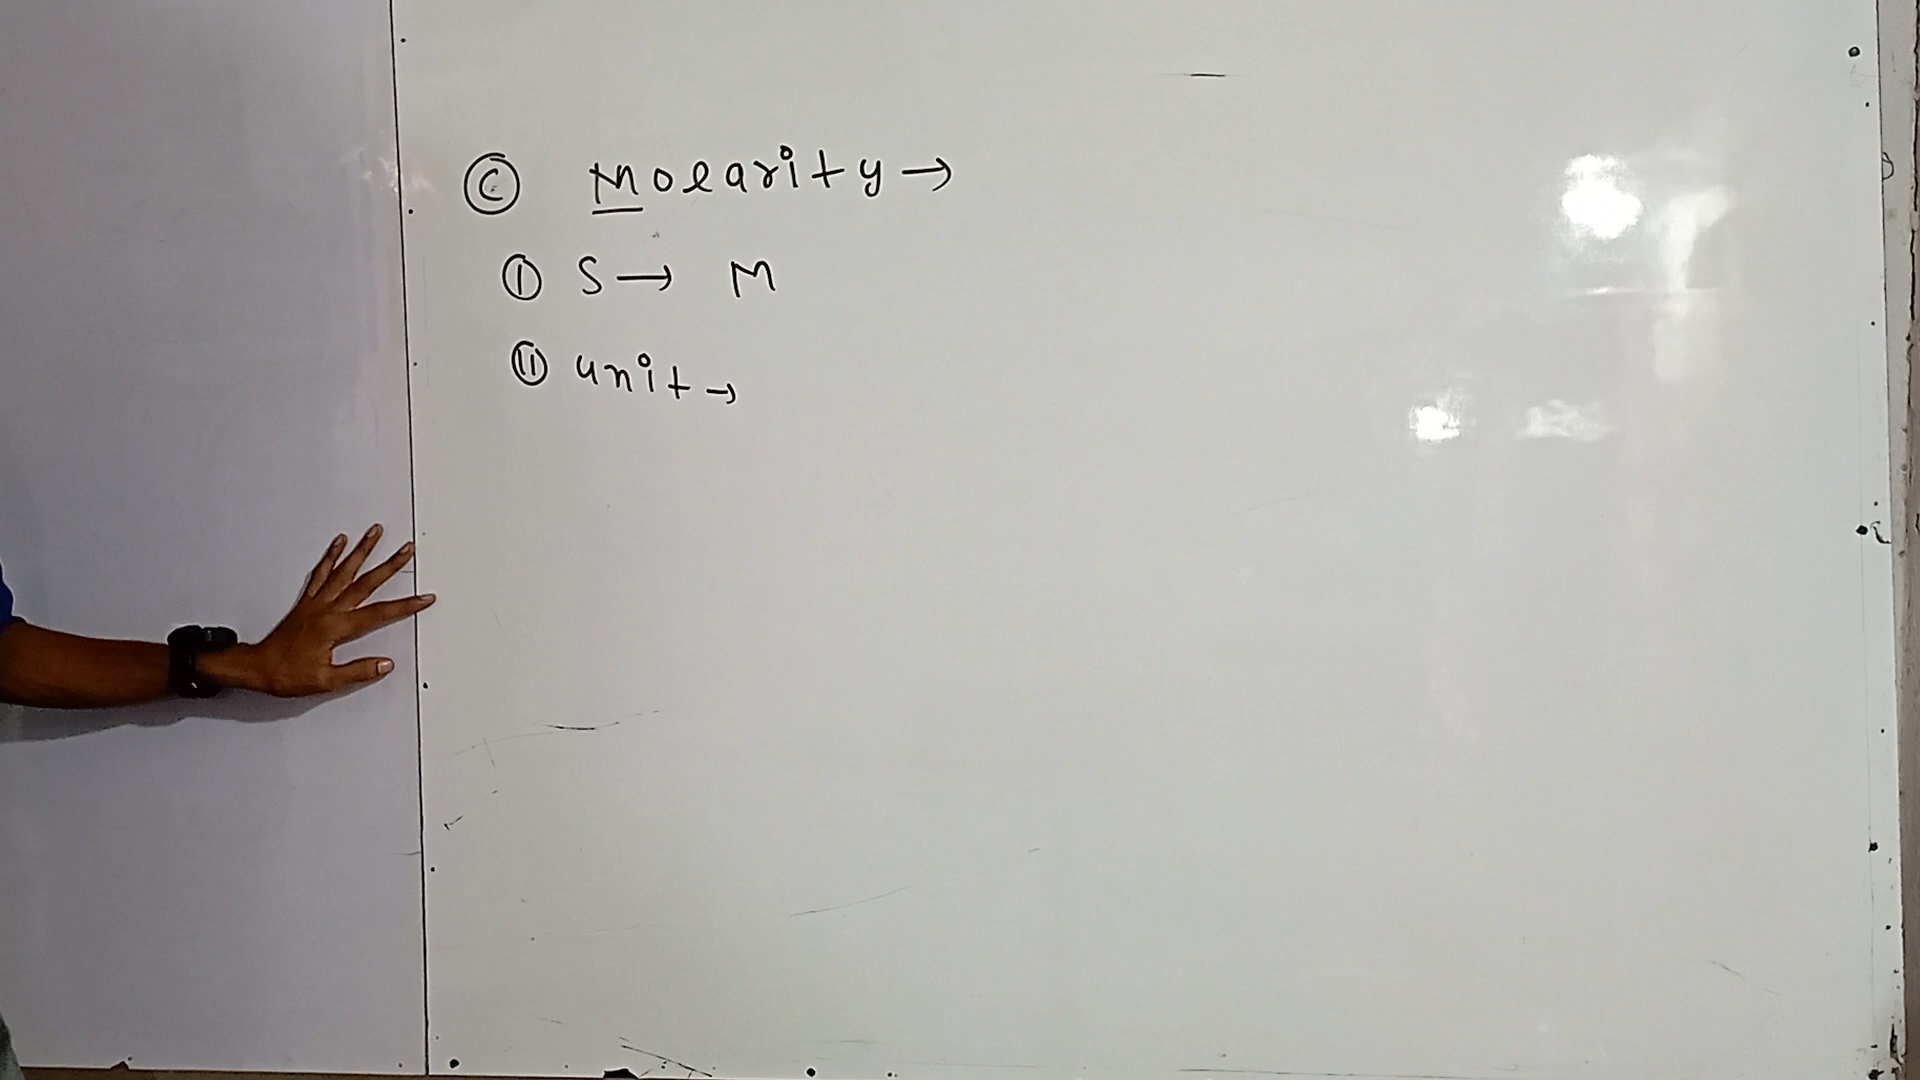 Ⓒ Molarity →
① S → M
⑪ unit →